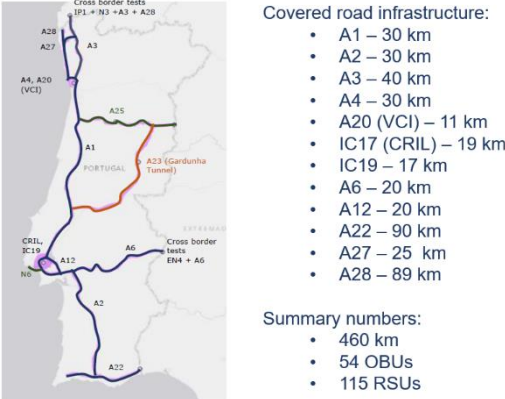 Cross border tests
IP1 + N3 +A3 + A28
A28
A27
A3
A4, A20
(VCI)
A25
A1
PORTUGAL
A23 (Gardunha
Tunnel)
EXTREMAD
CRIL,
IC19
A12
A6
Cross border
tests
EN4 + A6
N6
A2
A22
Covered road infrastructure:
• A1 – 30 km
• A2 – 30 km
• A3 – 40 km
• A4 – 30 km
• A20 (VCI) – 11 km
• IC17 (CRIL) – 19 km
• IC19 – 17 km
• A6 – 20 km
• A12 – 20 km
• A22 – 90 km
• A27 – 25 km
• A28 – 89 km
Summary numbers:
• 460 km
• 54 OBUs
• 115 RSUs